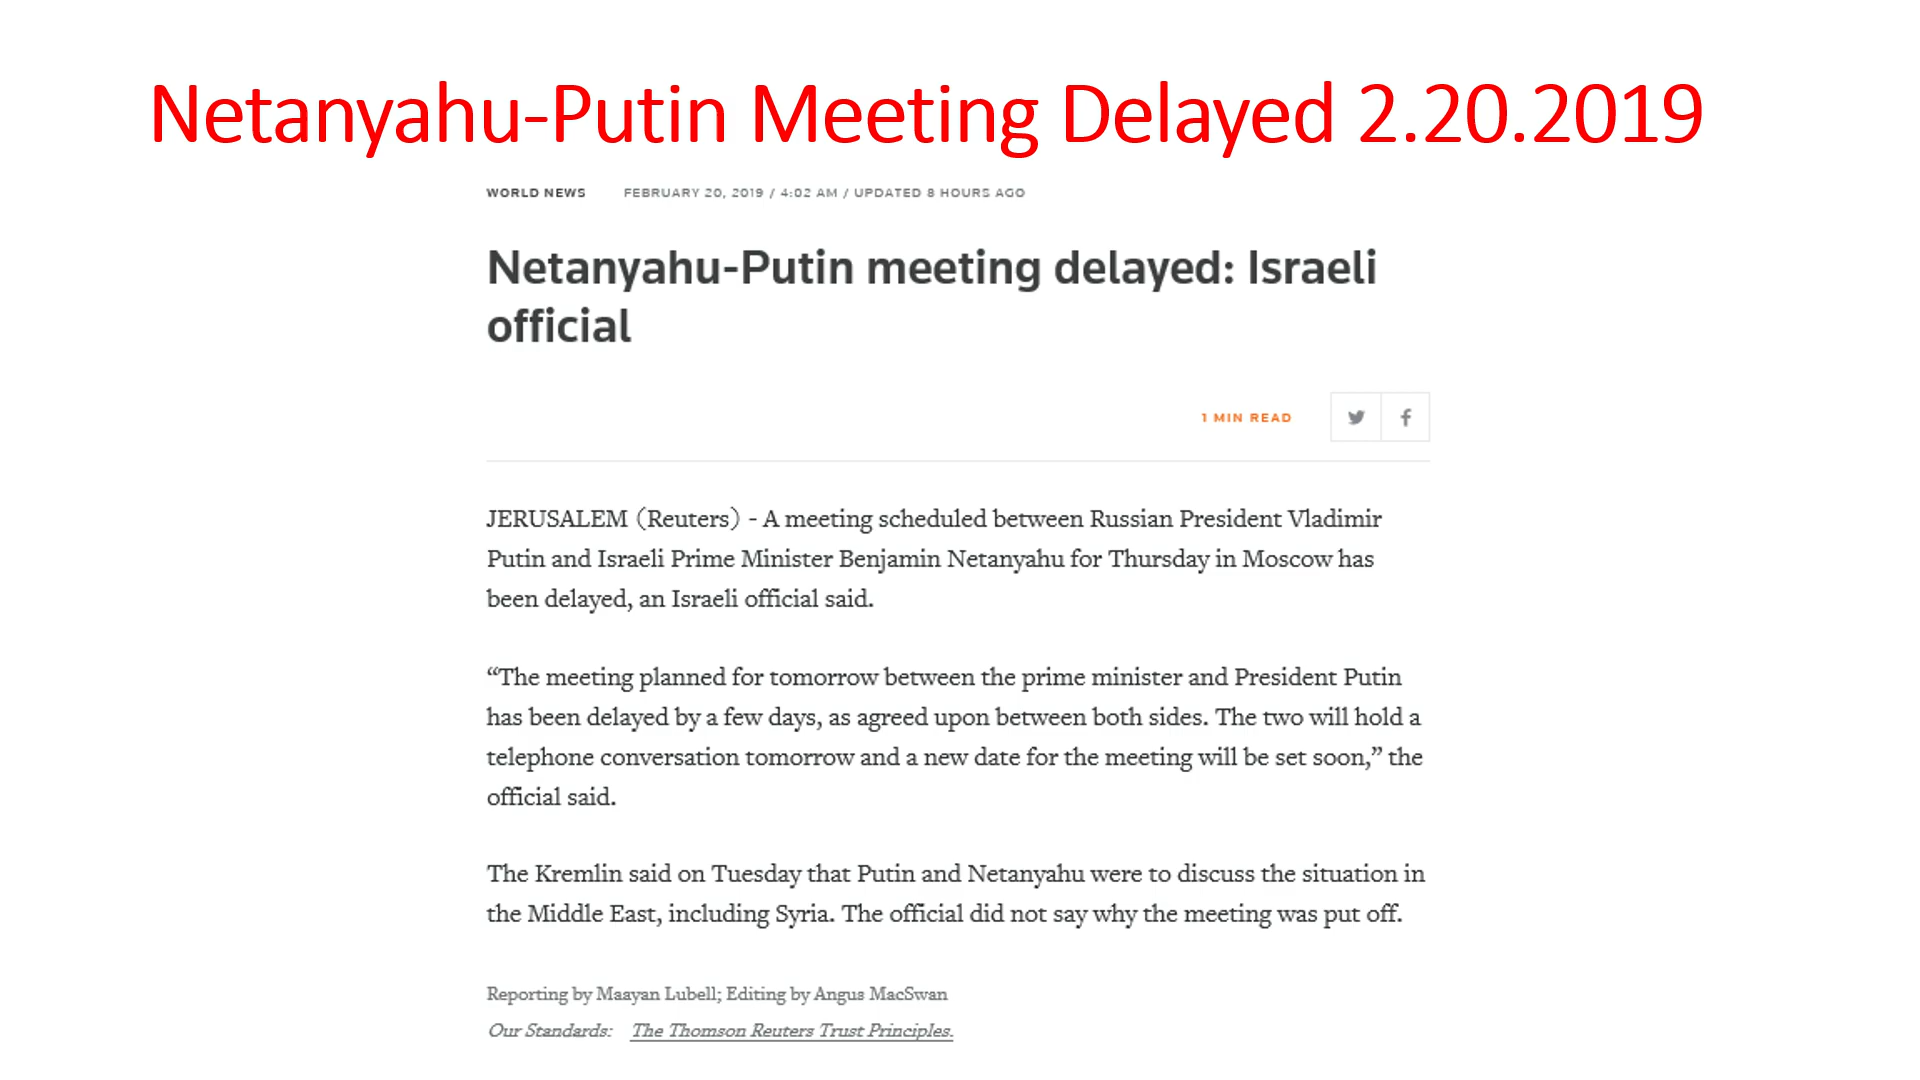 Netanyahu-Putin Meeting Delayed 2.20.2019
WORLD NEWS FEBRUARY 20, 2019 / 4:02 AM / UPDATED 8 HOURS AGO
Netanyahu-Putin meeting delayed: Israeli
official
1 MIN READ
JERUSALEM (Reuters) - A meeting scheduled between Russian President Vladimir
Putin and Israeli Prime Minister Benjamin Netanyahu for Thursday in Moscow has
been delayed, an Israeli official said.
“The meeting planned for tomorrow between the prime minister and President Putin
has been delayed by a few days, as agreed upon between both sides. The two will hold a
telephone conversation tomorrow and a new date for the meeting will be set soon,” the
official said.
The Kremlin said on Tuesday that Putin and Netanyahu were to discuss the situation in
the Middle East, including Syria. The official did not say why the meeting was put off.
Reporting by Maayan Lubell; Editing by Angus MacSwan
Our Standards: The Thomson Reuters Trust Principles.